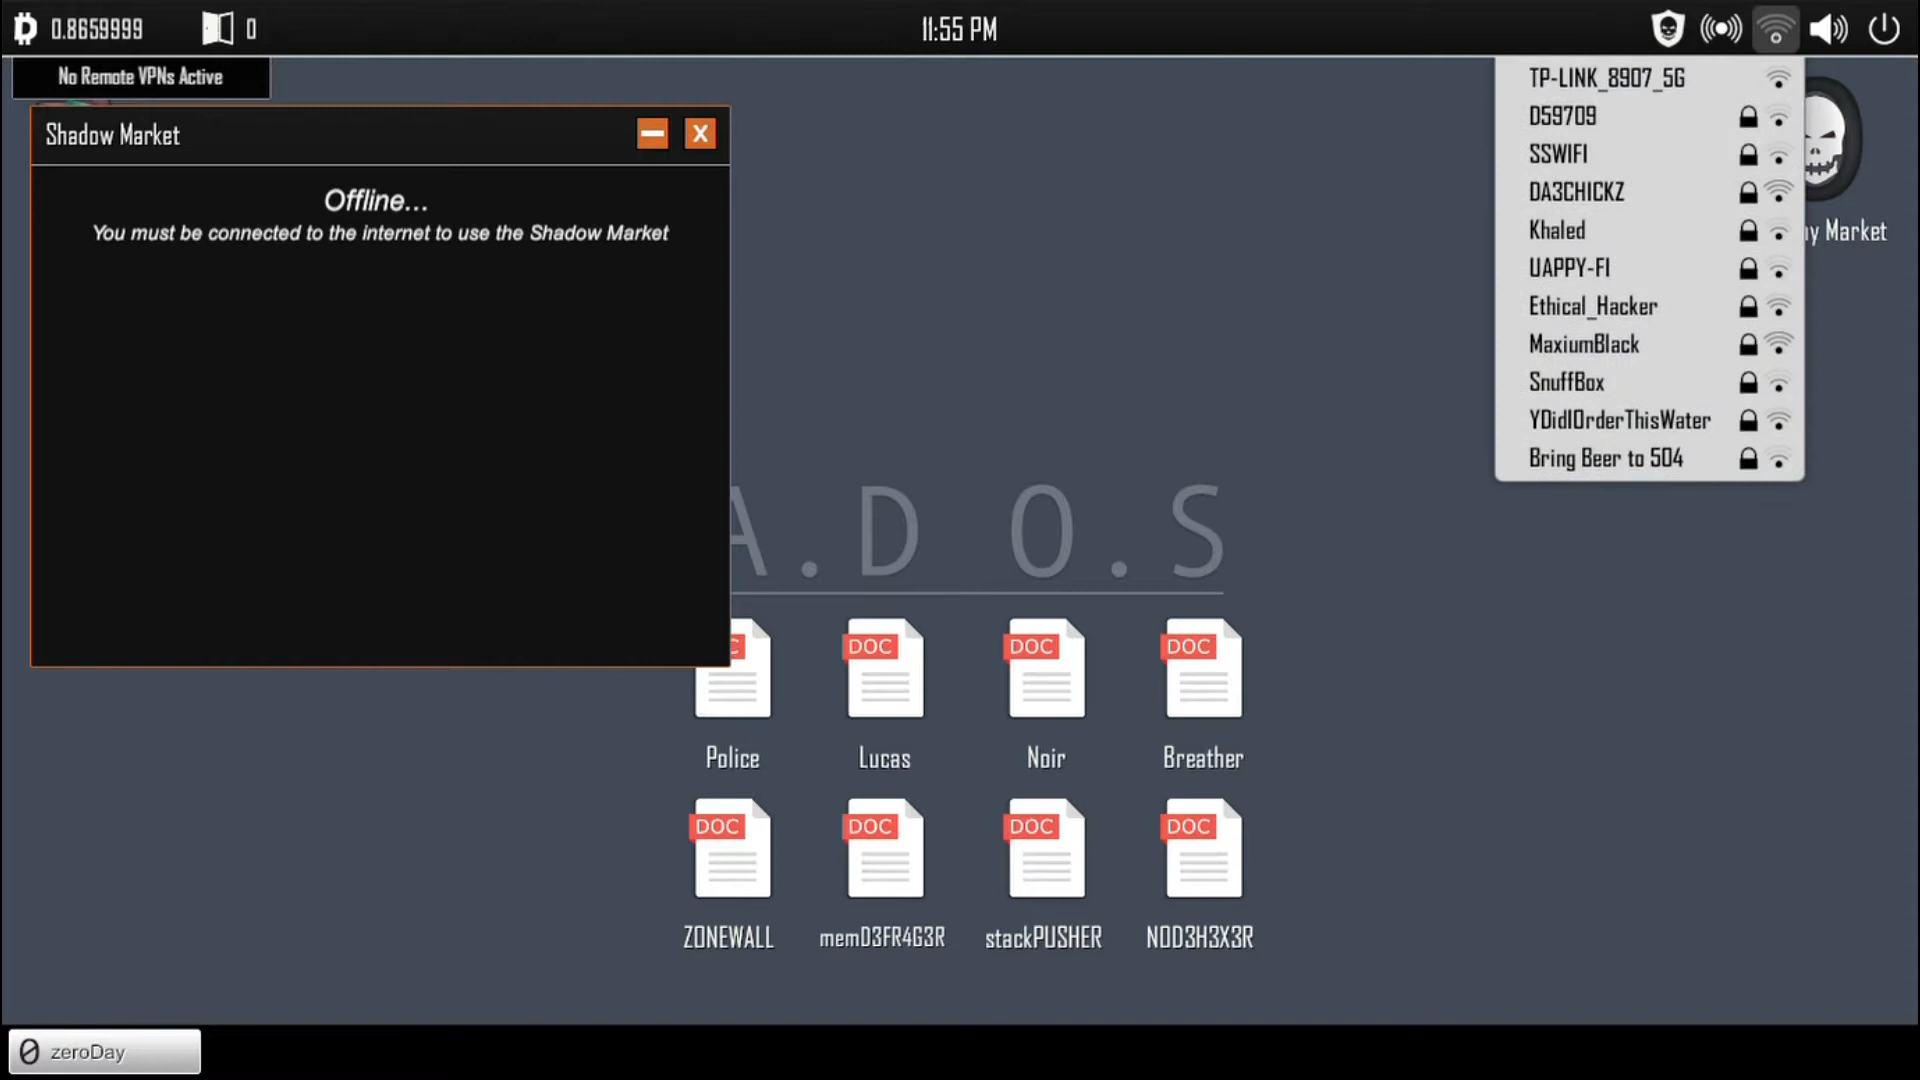 0.8659999
0
11:55 PM
No Remote VPNs Active
Shadow Market
X
Offline...
You must be connected to the internet to use the Shadow Market
TP-LINK_8907_5G
D59709
SSWIFI
DA3CHICKZ
Khaled
UAPPY-FI
Ethical_Hacker
MaxiumBlack
SnuffBox
YDidIOrderThisWater
Bring Beer to 504
Market
A.D O.S
DOC
DOC
DOC
Police
Lucas
Noir
Breather
DOC
DOC
DOC
DOC
ZONEWALL
memD3FR4G3R
stackPUSHER
NOD3H3X3R
zeroDay